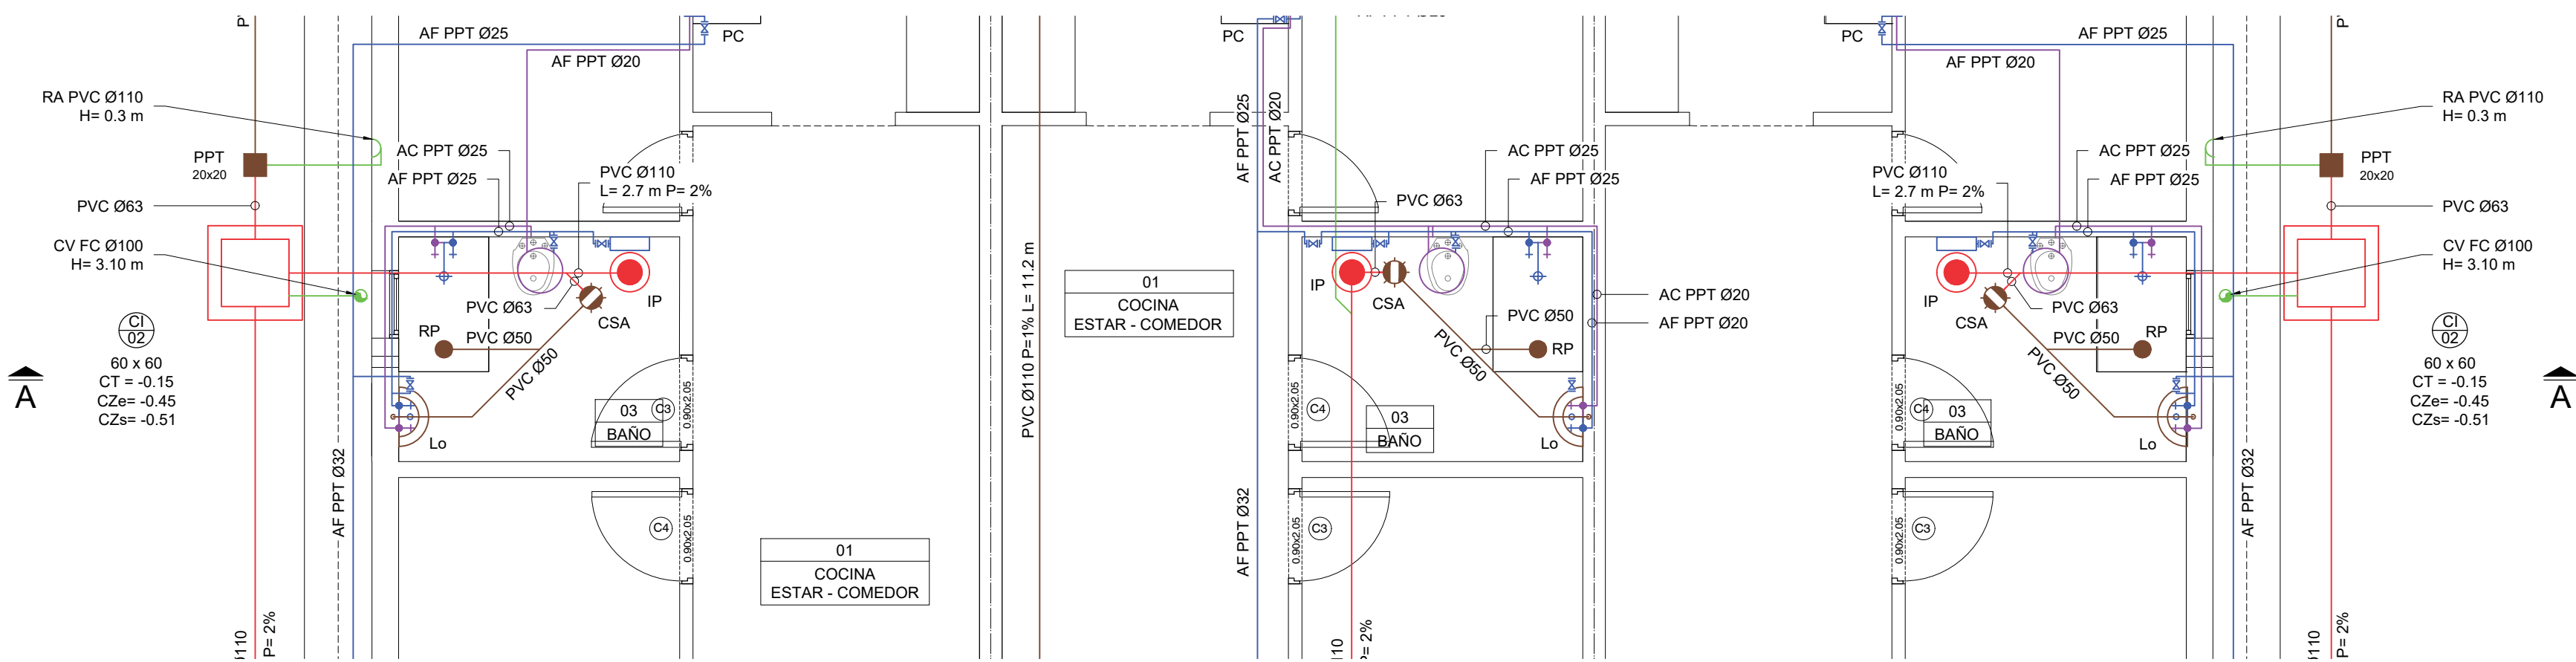 AF PPT Ø25
AF PPT Ø20
PC
RA PVC Ø110
H= 0.3 m
PPT
20x20
AC PPT Ø25
AF PPT Ø25
PVC Ø110
L= 2.7 m P= 2%
PVC Ø63
CV FC Ø100
H= 3.10 m
PVC Ø63
IP
CSA
RP
PVC Ø50
PVC Ø50
CI
02
60 x 60
CT = -0.15
CZe= -0.45
CZs= -0.51
A
Lo
03
BAÑO
C3
0.90x2.05
AF PPT Ø32
C4
0.90x2.05
P= 2%
01
COCINA
ESTAR - COMEDOR
PVC Ø110 P=1% L= 11.2 m
01
COCINA
ESTAR - COMEDOR
PC
AF PPT Ø25
AC PPT Ø20
AC PPT Ø25
AF PPT Ø25
PVC Ø63
IP
CSA
PVC Ø50
RP
PVC Ø50
AC PPT Ø20
AF PPT Ø20
C4
0.90x2.05
03
BAÑO
Lo
AF PPT Ø32
C3
0.90x2.05
P= 2%
PC
AF PPT Ø25
AF PPT Ø20
RA PVC Ø110
H= 0.3 m
AC PPT Ø25
AF PPT Ø25
PPT
20x20
PVC Ø110
L= 2.7 m P= 2%
PVC Ø63
CV FC Ø100
H= 3.10 m
IP
CSA
PVC Ø63
RP
PVC Ø50
PVC Ø50
CI
02
60 x 60
CT = -0.15
CZe= -0.45
CZs= -0.51
A
C4
0.90x2.05
03
BAÑO
Lo
AF PPT Ø32
C3
0.90x2.05
P= 2%